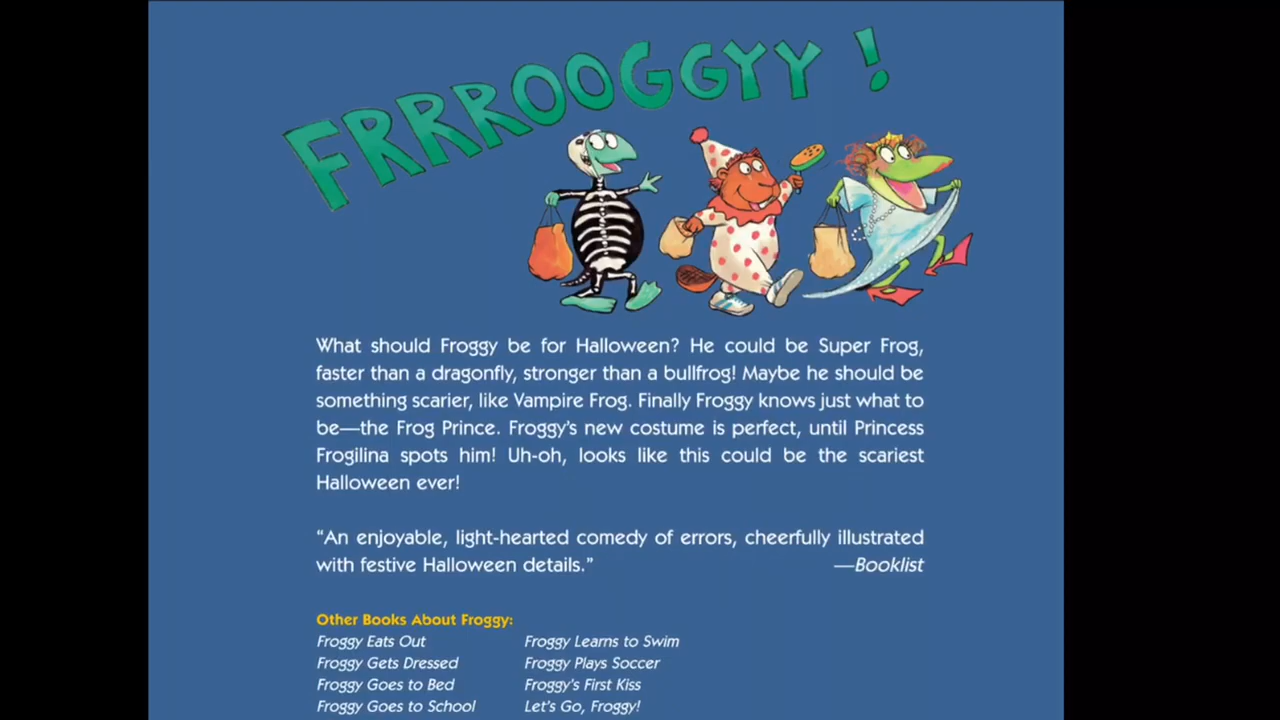 FRRROOGGYY!
What should Froggy be for Halloween? He could be Super Frog,
faster than a dragonfly, stronger than a bullfrog! Maybe he should be
something scarier, like Vampire Frog. Finally Froggy knows just what to
be—the Frog Prince. Froggy's new costume is perfect, until Princess
Frogilina spots him! Uh-oh, looks like this could be the scariest
Halloween ever!
“An enjoyable, light-hearted comedy of errors, cheerfully illustrated
with festive Halloween details.” —Booklist
Other Books About Froggy:
Froggy Eats Out
Froggy Gets Dressed
Froggy Goes to Bed
Froggy Goes to School
Froggy Learns to Swim
Froggy Plays Soccer
Froggy's First Kiss
Let's Go, Froggy!